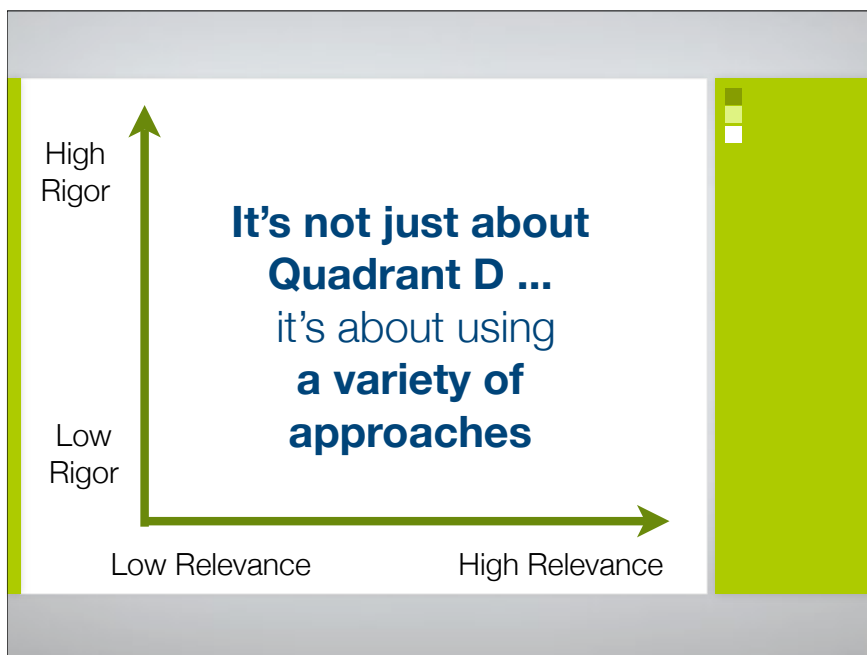 High
Rigor
It’s not just about
Quadrant D ...
it’s about using
a variety of
approaches
Low
Rigor
Low Relevance
High Relevance